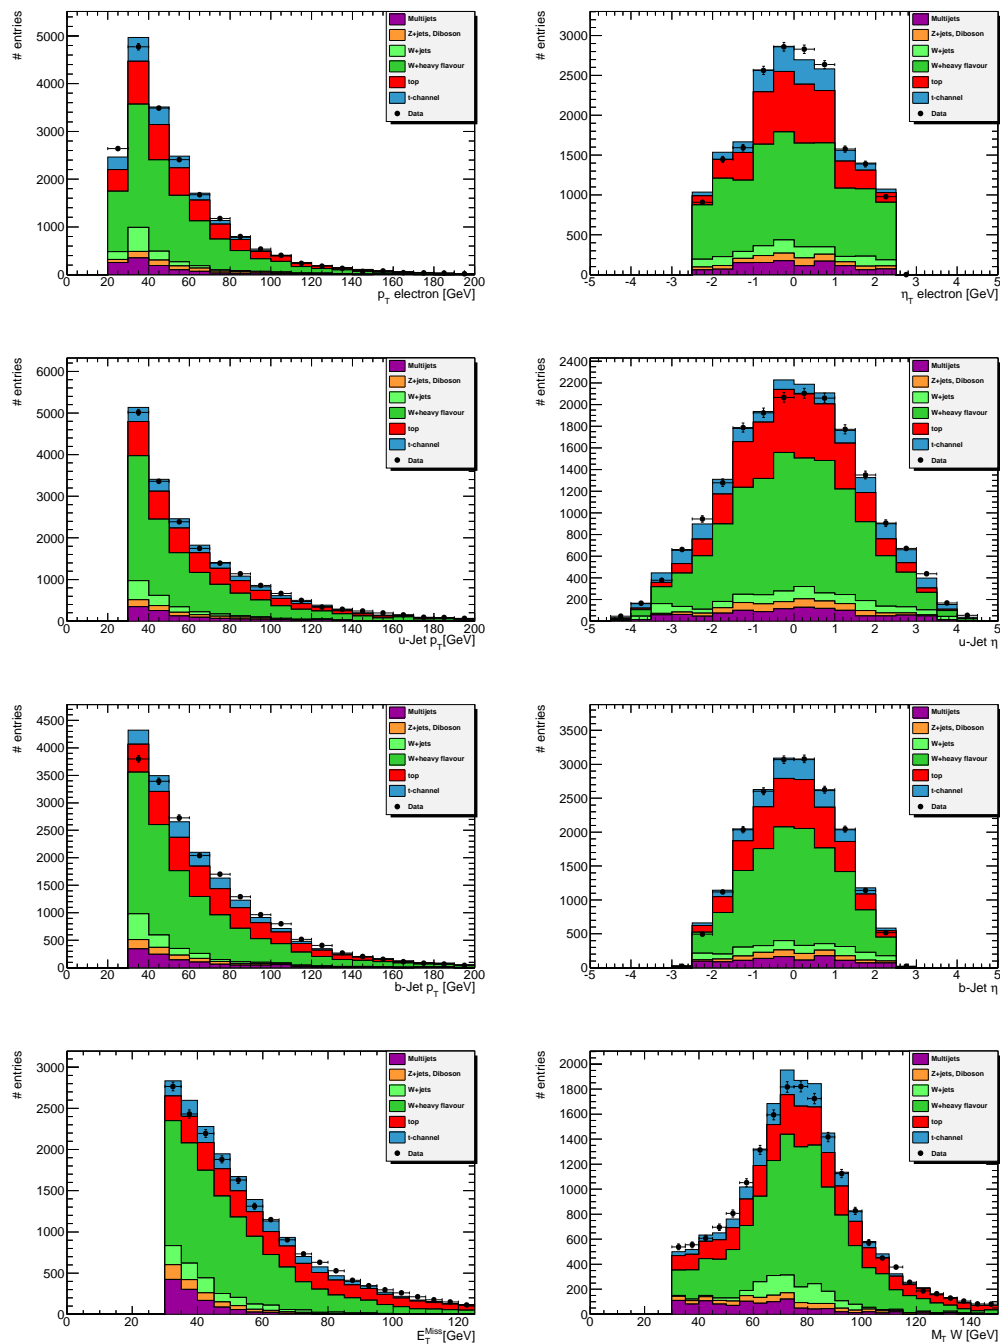 # entries
5000
4000
3000
2000
1000
0
0 20 40 60 80 100 120 140 160 180 200
p_T electron [GeV]
Multijets
Z+jets, Diboson
W+jets
W+heavy flavour
top
t-channel
Data
# entries
3000
2500
2000
1500
1000
500
0
-5 -4 -3 -2 -1 0 1 2 3 4 5
η_T electron [GeV]
Multijets
Z+jets, Diboson
W+jets
W+heavy flavour
top
t-channel
Data
# entries
6000
5000
4000
3000
2000
1000
0
0 20 40 60 80 100 120 140 160 180 200
u-Jet p_T[GeV]
Multijets
Z+jets, Diboson
W+jets
W+heavy flavour
top
t-channel
Data
# entries
2400
2200
2000
1800
1600
1400
1200
1000
800
600
400
200
0
-5 -4 -3 -2 -1 0 1 2 3 4 5
u-Jet η
Multijets
Z+jets, Diboson
W+jets
W+heavy flavour
top
t-channel
Data
# entries
4500
4000
3500
3000
2500
2000
1500
1000
500
0
0 20 40 60 80 100 120 140 160 180 200
b-Jet p_T [GeV]
Multijets
Z+jets, Diboson
W+jets
W+heavy flavour
top
t-channel
Data
# entries
3500
3000
2500
2000
1500
1000
500
0
-5 -4 -3 -2 -1 0 1 2 3 4 5
b-Jet η
Multijets
Z+jets, Diboson
W+jets
W+heavy flavour
top
t-channel
Data
# entries
3000
2500
2000
1500
1000
500
0
0 20 40 60 80 100 120
E_T^Miss[GeV]
Multijets
Z+jets, Diboson
W+jets
W+heavy flavour
top
t-channel
Data
# entries
2000
1800
1600
1400
1200
1000
800
600
400
200
0
0 20 40 60 80 100 120 140
M_T W [GeV]
Multijets
Z+jets, Diboson
W+jets
W+heavy flavour
top
t-channel
Data